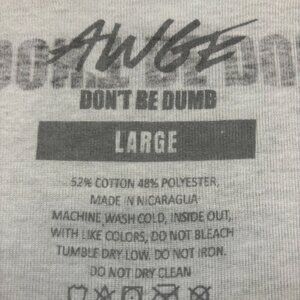 AWGE
DON'T BE DUMB
LARGE
52% COTTON 48% POLYESTER,
MADE IN NICARAGUA
MACHINE WASH COLD, INSIDE OUT,
WITH LIKE COLORS, DO NOT BLEACH
TUMBLE DRY LOW. DO NOT IRON.
DO NOT DRY CLEAN